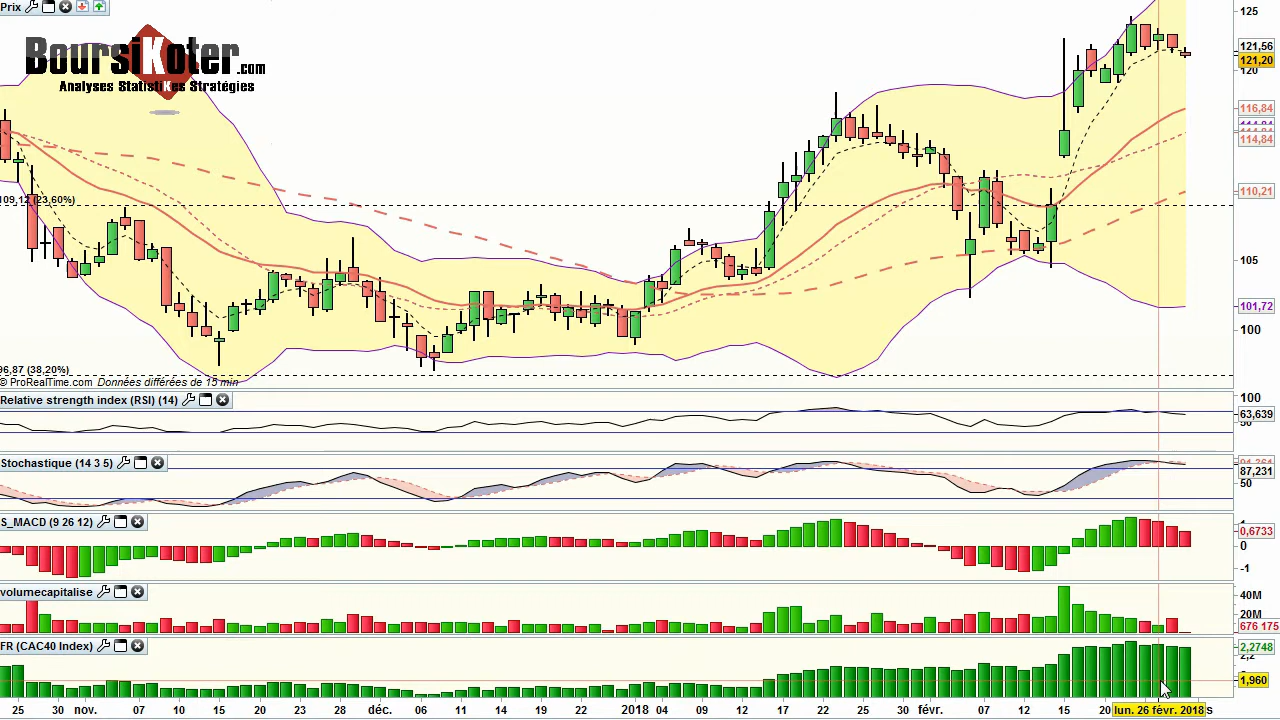 Prix
BoursiKoter.com
Analyses StatistiKes Stratégies
125
121,56
121,20
120
116,84
114,84
110,21
109,12 (23,60%)
105
101,72
100
96,87 (38,20%)
© ProRealTime.com Données différées de 15 min
Relative strength index (RSI) (14)
100
63,639
Stochastique (14 3 5)
87,231
50
S_MACD (9 26 12)
0,6733
0
-1
volumecapitalise
40M
20M
676 175
FR (CAC40 Index)
2,2748
2,2
1,960
25 30 nov. 07 10 15 20 23 28 déc. 06 11 14 19 22 2018 04 09 12 17 22 25 30 févr. 07 12 15 20 lun. 26 févr. 2018 s